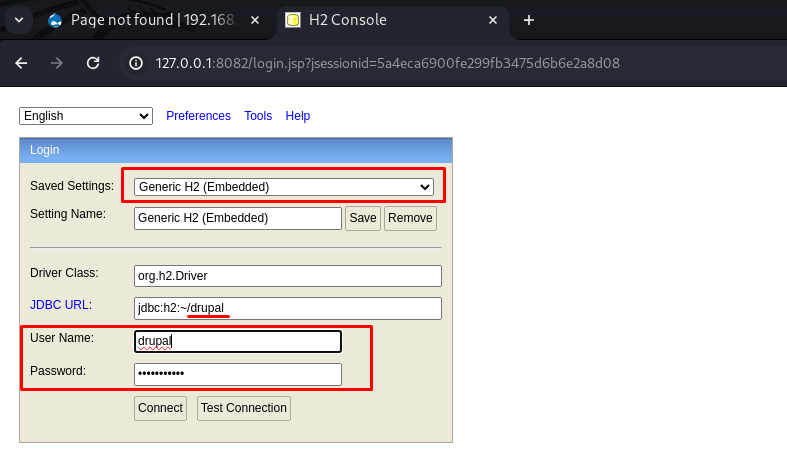 Page not found | 192.168
H2 Console
127.0.0.1:8082/login.jsp?jsessionid=5a4eca6900fe299fb3475d6b6e2a8d08
English Preferences Tools Help
Login
Saved Settings: Generic H2 (Embedded)
Setting Name: Generic H2 (Embedded) Save Remove
Driver Class: org.h2.Driver
JDBC URL: jdbc:h2:~/drupal
User Name: drupal
Password: •••••••••••
Connect Test Connection